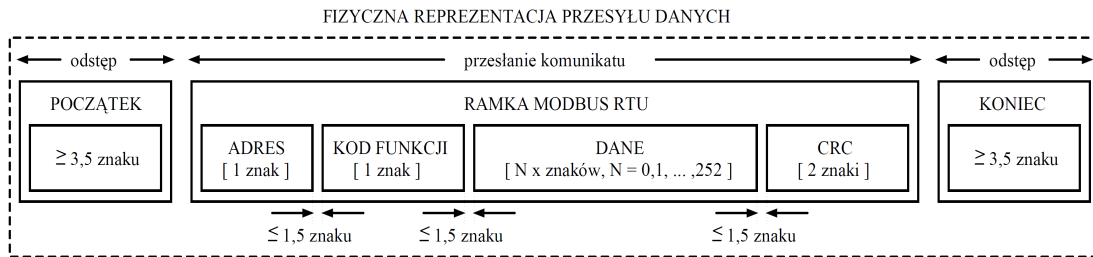 FIZYCZNA REPREZENTACJA PRZESYŁU DANYCH
odstęp
przesłanie komunikatu
odstęp
POCZĄTEK
≥ 3,5 znaku
RAMKA MODBUS RTU
ADRES
[ 1 znak ]
KOD FUNKCJI
[ 1 znak ]
DANE
[ N x znaków, N = 0,1, ... ,252 ]
CRC
[ 2 znaki ]
KONIEC
≥ 3,5 znaku
≤ 1,5 znaku
≤ 1,5 znaku
≤ 1,5 znaku